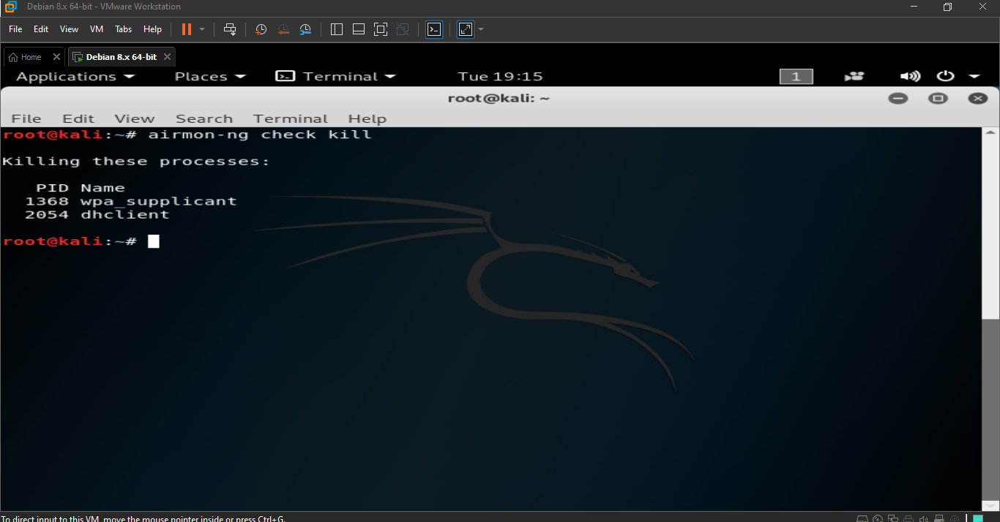 Debian 8.x 64-bit - VMware Workstation
File Edit View VM Tabs Help
Home Debian 8.x 64-bit
Applications Places Terminal Tue 19:15 1
root@kali: ~
File Edit View Search Terminal Help
root@kali:~# airmon-ng check kill
Killing these processes:
PID Name
1368 wpa_supplicant
2054 dhclient
root@kali:~#
To direct input to this VM, move the mouse pointer inside or press Ctrl+G.